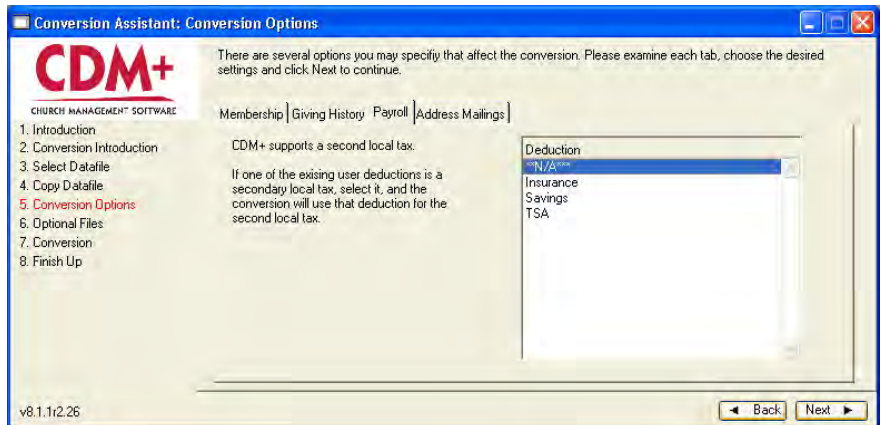 Conversion Assistant: Conversion Options
CDM+
CHURCH MANAGEMENT SOFTWARE
1. Introduction
2. Conversion Introduction
3. Select Datafile
4. Copy Datafile
5. Conversion Options
6. Optional Files
7. Conversion
8. Finish Up
v8.1.1r2.26
There are several options you may specifiy that affect the conversion. Please examine each tab, choose the desired
settings and click Next to continue.
Membership Giving History Payroll Address Mailings
CDM+ supports a second local tax.
If one of the exising user deductions is a
secondary local tax, select it, and the
conversion will use that deduction for the
second local tax.
Deduction
***N/A***
Insurance
Savings
TSA
Back Next